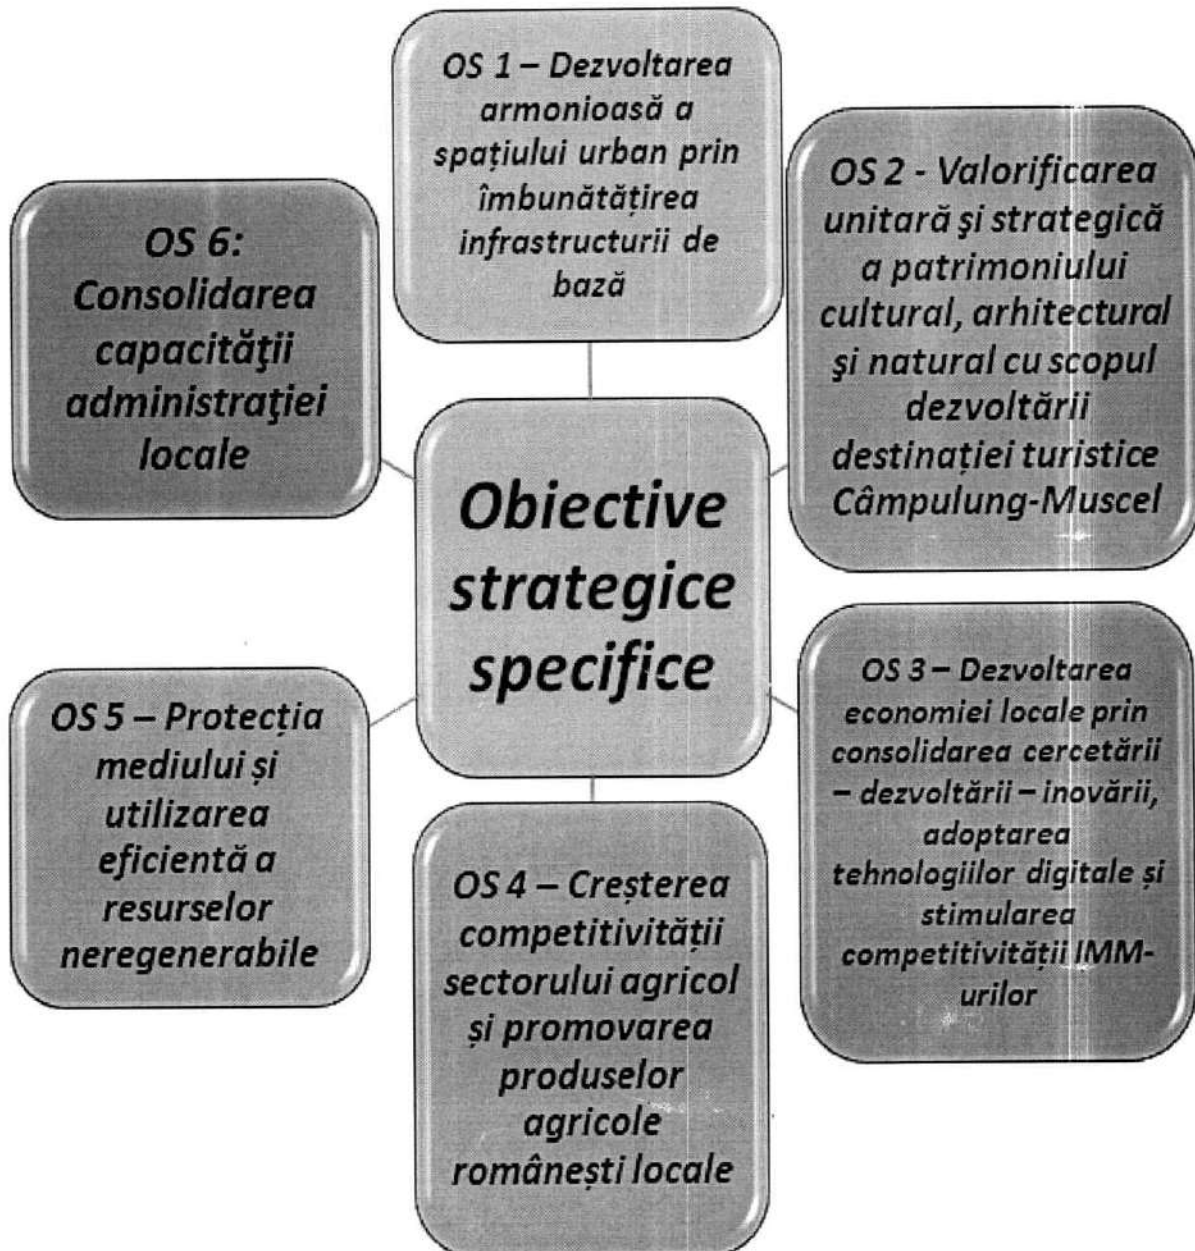 OS 1 – Dezvoltarea
armonioasă a
spațiului urban prin
îmbunătățirea
infrastructurii de
bază
OS 2 - Valorificarea
unitară şi strategică
a patrimoniului
cultural, arhitectural
şi natural cu scopul
dezvoltării
destinației turistice
Câmpulung-Muscel
OS 3 – Dezvoltarea
economiei locale prin
consolidarea cercetării
– dezvoltării – inovării,
adoptarea
tehnologiilor digitale și
stimularea
competitivității IMM-
urilor
OS 4 – Creșterea
competitivității
sectorului agricol
și promovarea
produselor
agricole
românești locale
OS 5 – Protecția
mediului și
utilizarea
eficientă a
resurselor
neregenerabile
OS 6:
Consolidarea
capacităţii
administraţiei
locale
Obiective
strategice
specifice